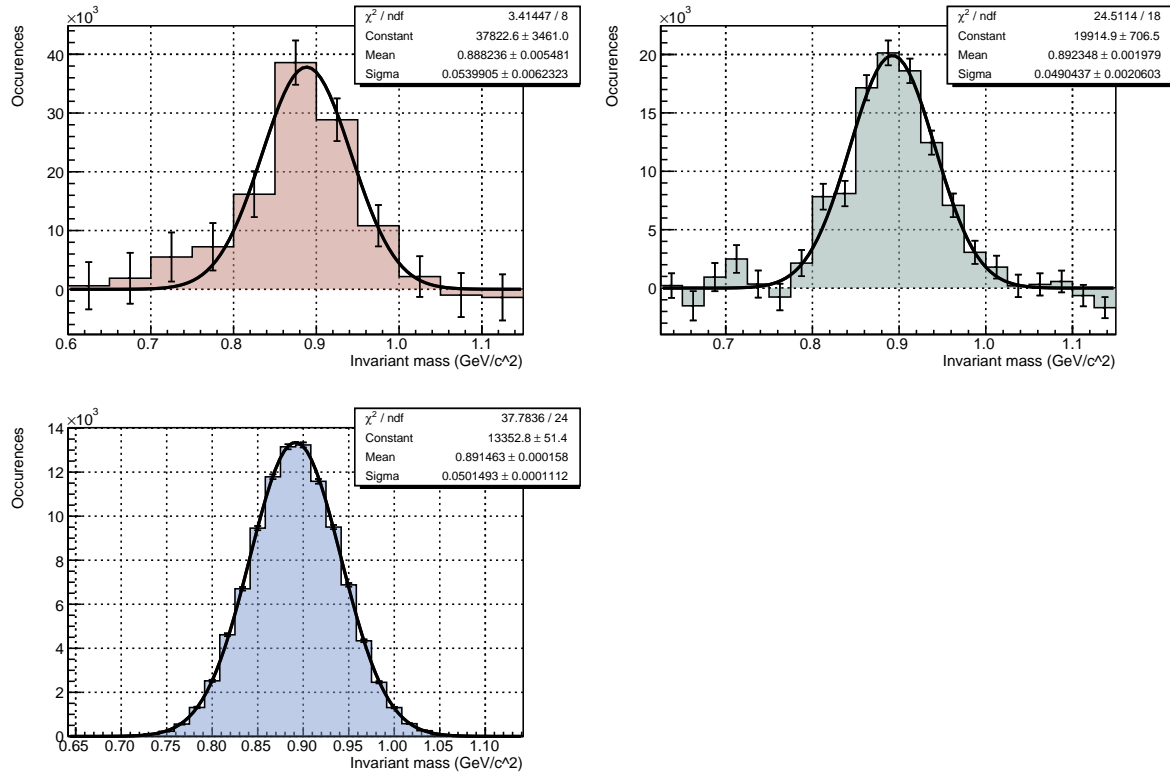 ×10³
χ² / ndf 3.41447 / 8
Constant 37822.6 ± 3461.0
Mean 0.888236 ± 0.005481
Sigma 0.0539905 ± 0.0062323
Occurences
40
30
20
10
0
0.6 0.7 0.8 0.9 1.0 1.1
Invariant mass (GeV/c^2)
×10³
χ² / ndf 24.5114 / 18
Constant 19914.9 ± 706.5
Mean 0.892348 ± 0.001979
Sigma 0.0490437 ± 0.0020603
Occurences
20
15
10
5
0
0.7 0.8 0.9 1.0 1.1
Invariant mass (GeV/c^2)
×10³
χ² / ndf 37.7836 / 24
Constant 13352.8 ± 51.4
Mean 0.891463 ± 0.000158
Sigma 0.0501493 ± 0.0001112
Occurences
14
12
10
8
6
4
2
0
0.65 0.70 0.75 0.80 0.85 0.90 0.95 1.00 1.05 1.10
Invariant mass (GeV/c^2)